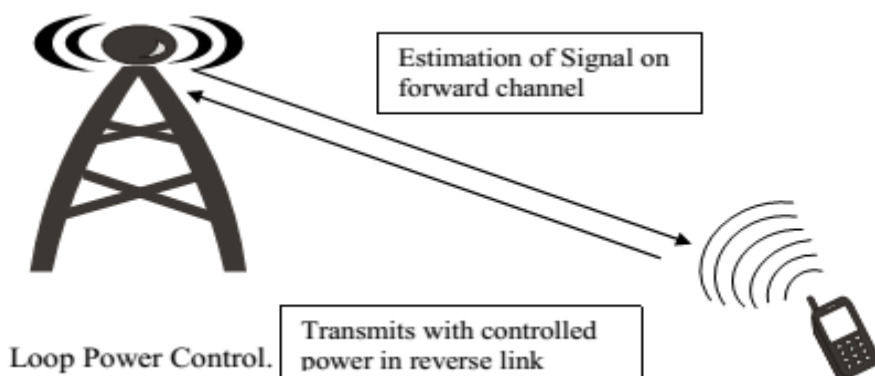 Estimation of Signal on
forward channel
Transmits with controlled
power in reverse link
Loop Power Control.